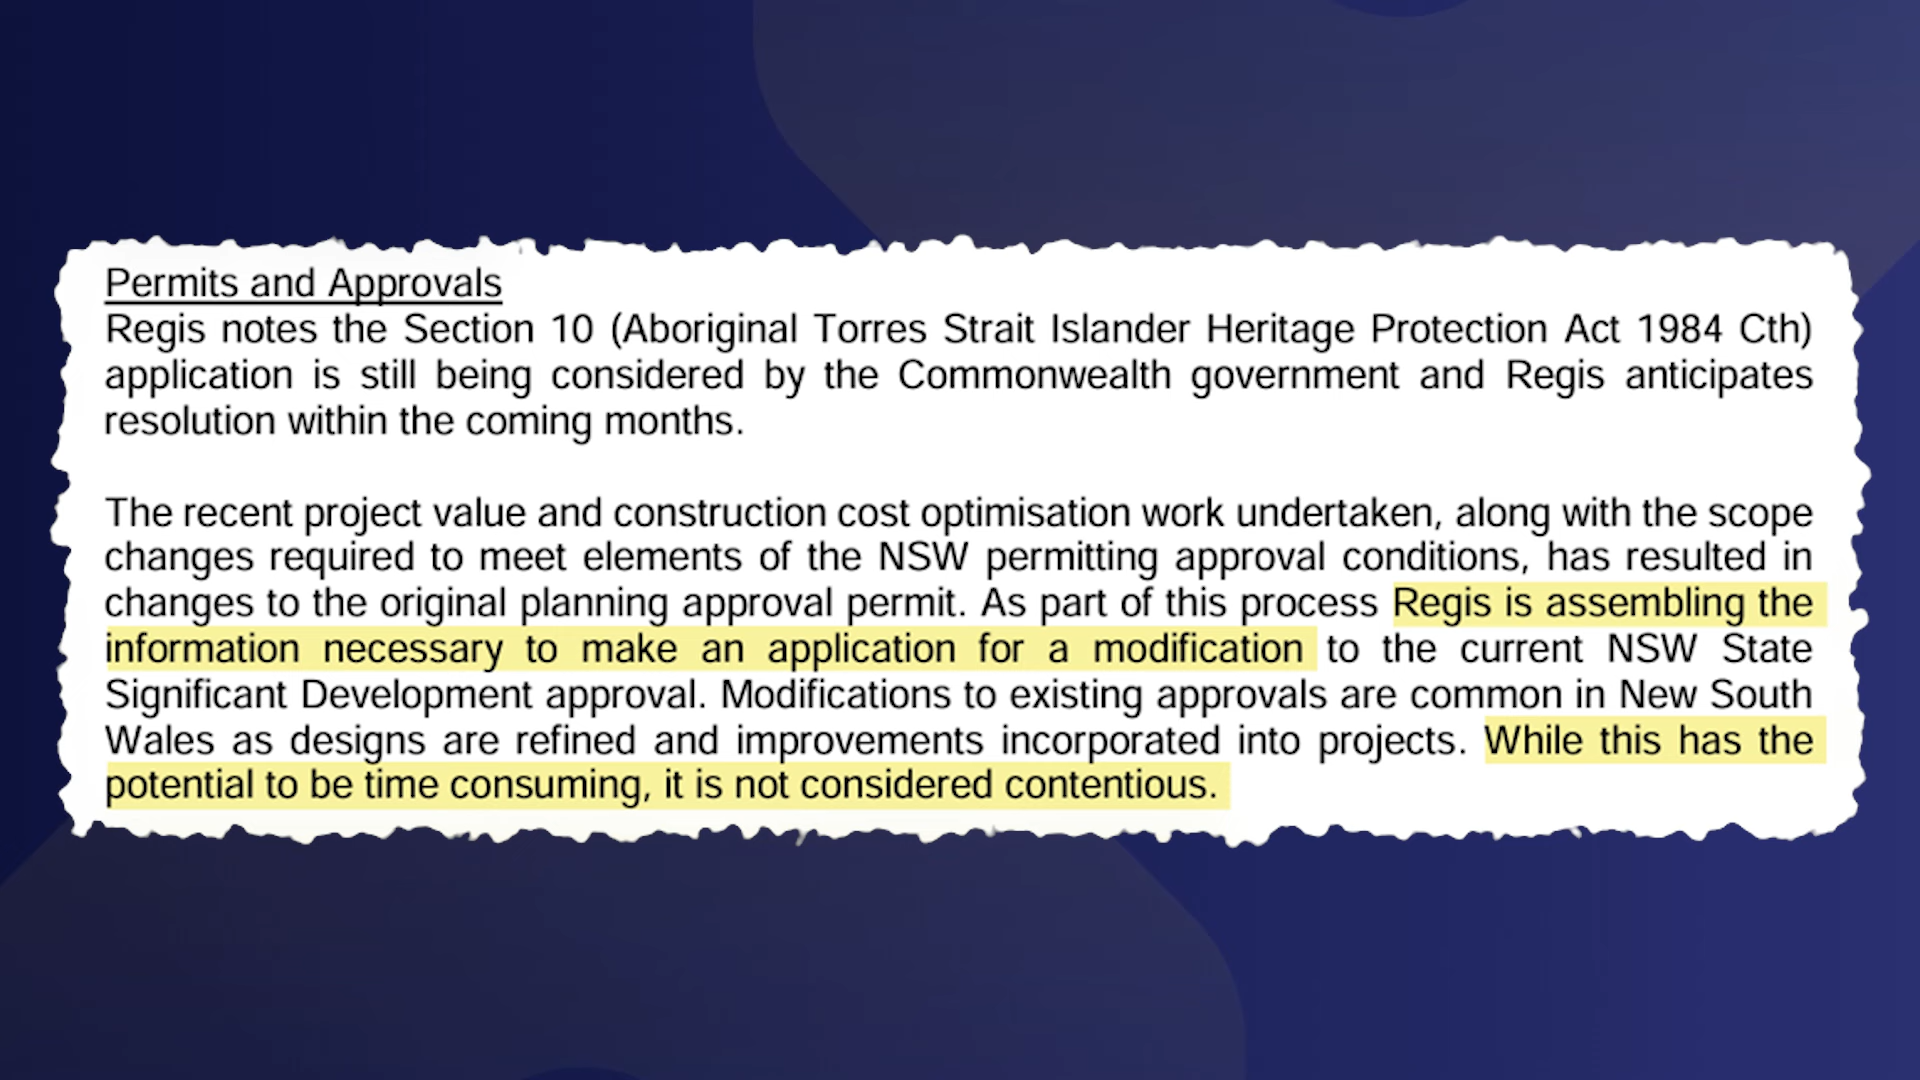 Permits and Approvals
Regis notes the Section 10 (Aboriginal Torres Strait Islander Heritage Protection Act 1984 Cth)
application is still being considered by the Commonwealth government and Regis anticipates
resolution within the coming months.
The recent project value and construction cost optimisation work undertaken, along with the scope
changes required to meet elements of the NSW permitting approval conditions, has resulted in
changes to the original planning approval permit. As part of this process Regis is assembling the
information necessary to make an application for a modification to the current NSW State
Significant Development approval. Modifications to existing approvals are common in New South
Wales as designs are refined and improvements incorporated into projects. While this has the
potential to be time consuming, it is not considered contentious.